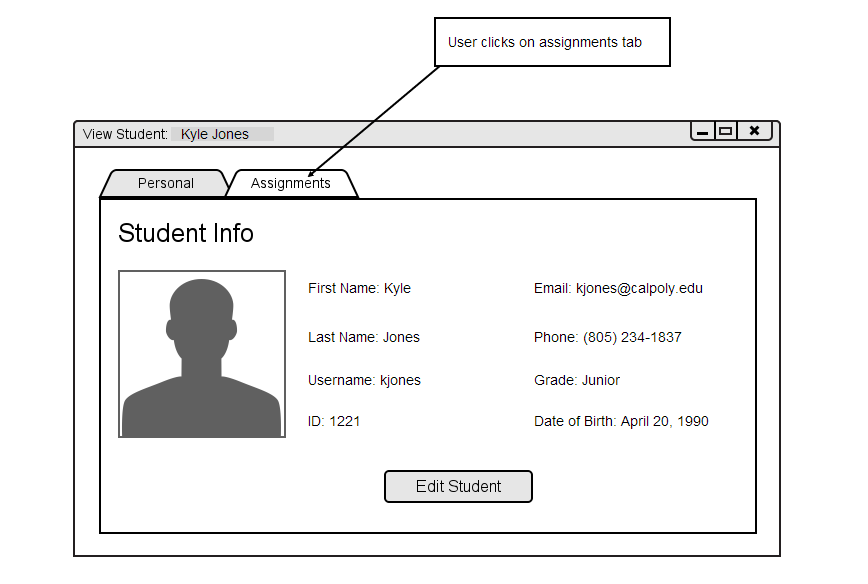 User clicks on assignments tab
View Student: Kyle Jones
Personal Assignments
Student Info
First Name: Kyle Email: kjones@calpoly.edu
Last Name: Jones Phone: (805) 234-1837
Username: kjones Grade: Junior
ID: 1221 Date of Birth: April 20, 1990
Edit Student